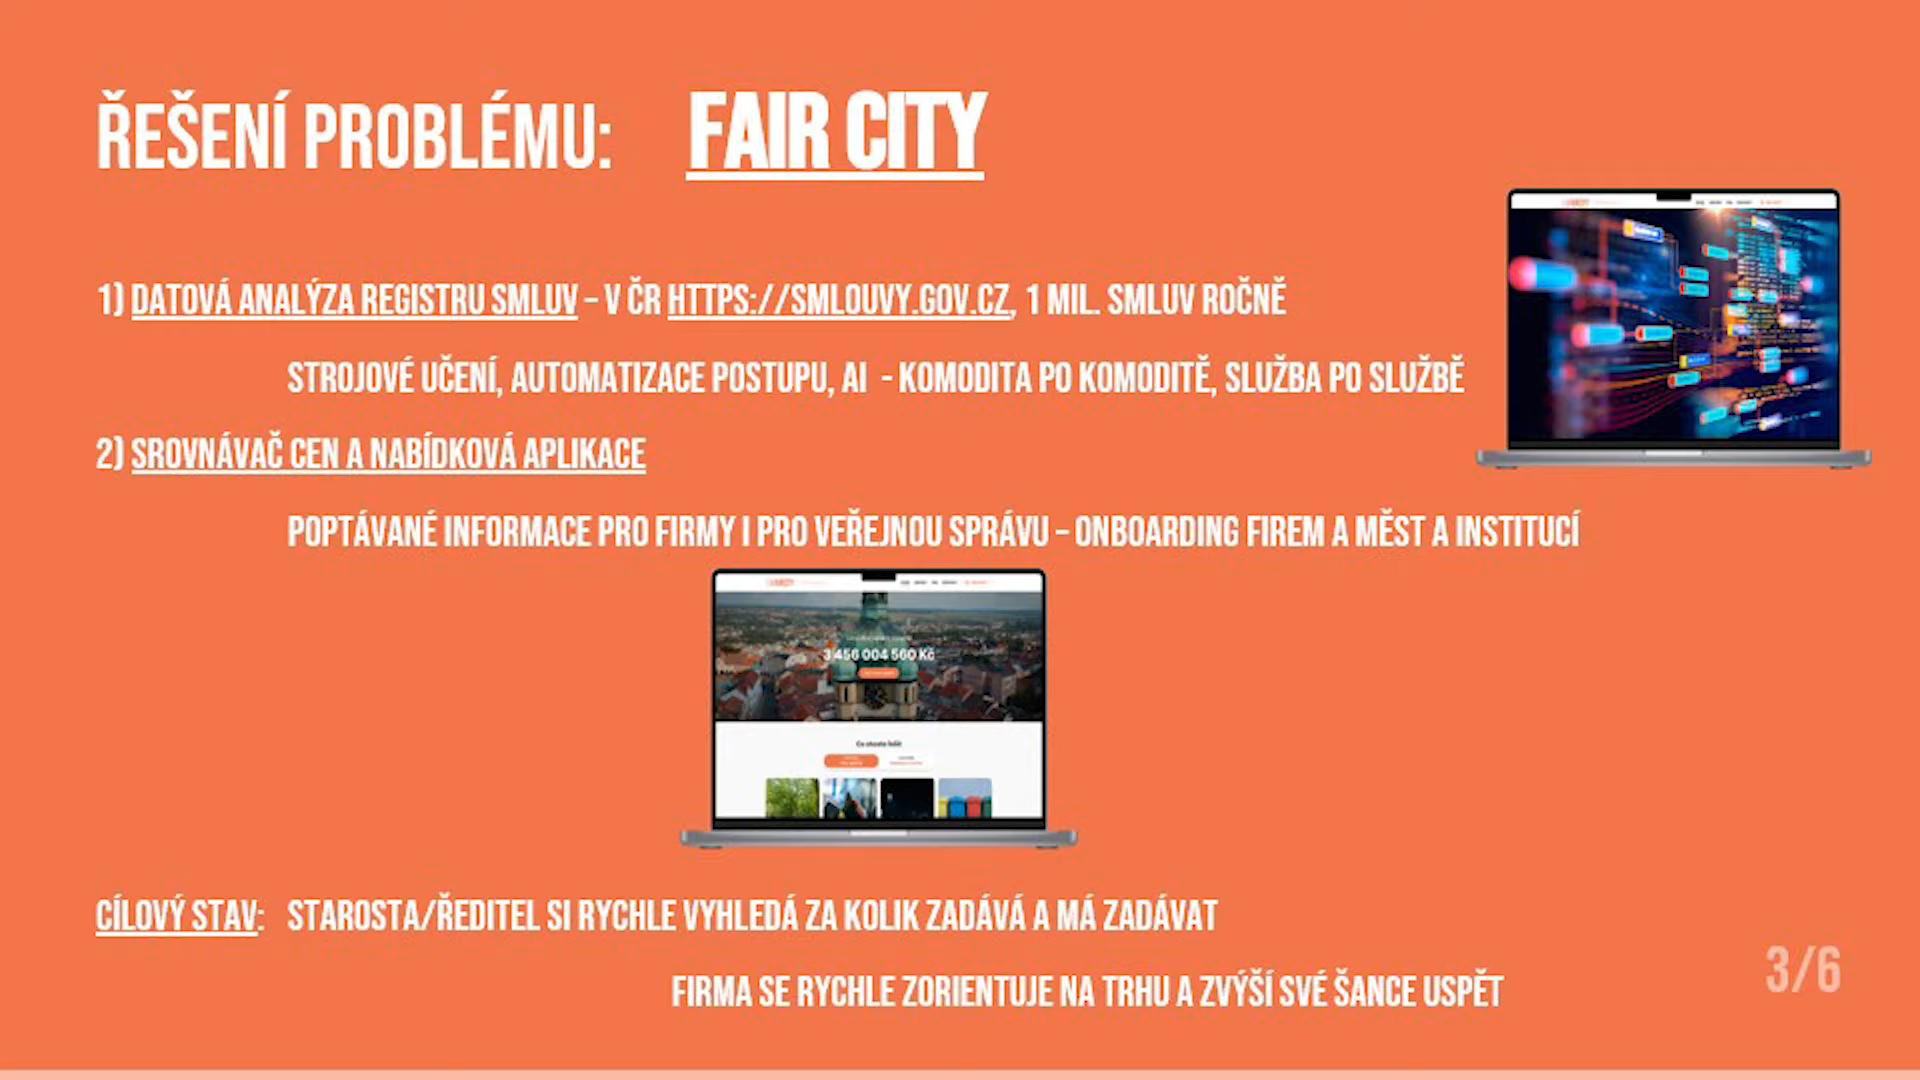 ŘEŠENÍ PROBLÉMU: FAIR CITY
1) DATOVÁ ANALÝZA REGISTRU SMLUV – V ČR HTTPS://SMLOUVY.GOV.CZ, 1 MIL. SMLUV ROČNĚ
STROJOVÉ UČENÍ, AUTOMATIZACE POSTUPU, AI - KOMODITA PO KOMODITĚ, SLUŽBA PO SLUŽBĚ
2) SROVNÁVAČ CEN A NABÍDKOVÁ APLIKACE
POPTÁVANÉ INFORMACE PRO FIRMY I PRO VEŘEJNOU SPRÁVU – ONBOARDING FIREM A MĚST A INSTITUCÍ
3 456 004 560 Kč
CÍLOVÝ STAV: STAROSTA/ŘEDITEL SI RYCHLE VYHLEDÁ ZA KOLIK ZADÁVÁ A MÁ ZADÁVAT
FIRMA SE RYCHLE ZORIENTUJE NA TRHU A ZVÝŠÍ SVÉ ŠANCE USPĚT
3/6